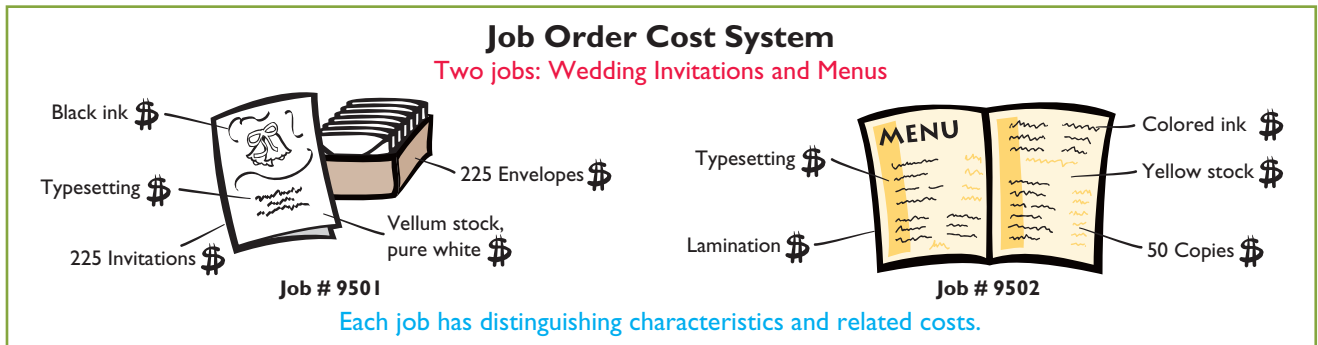 Job Order Cost System
Two jobs: Wedding Invitations and Menus
Black ink $
Typesetting $
225 Invitations $
225 Envelopes $
Vellum stock,
pure white $
Job # 9501
MENU
Typesetting $
Lamination $
Colored ink $
Yellow stock $
50 Copies $
Job # 9502
Each job has distinguishing characteristics and related costs.